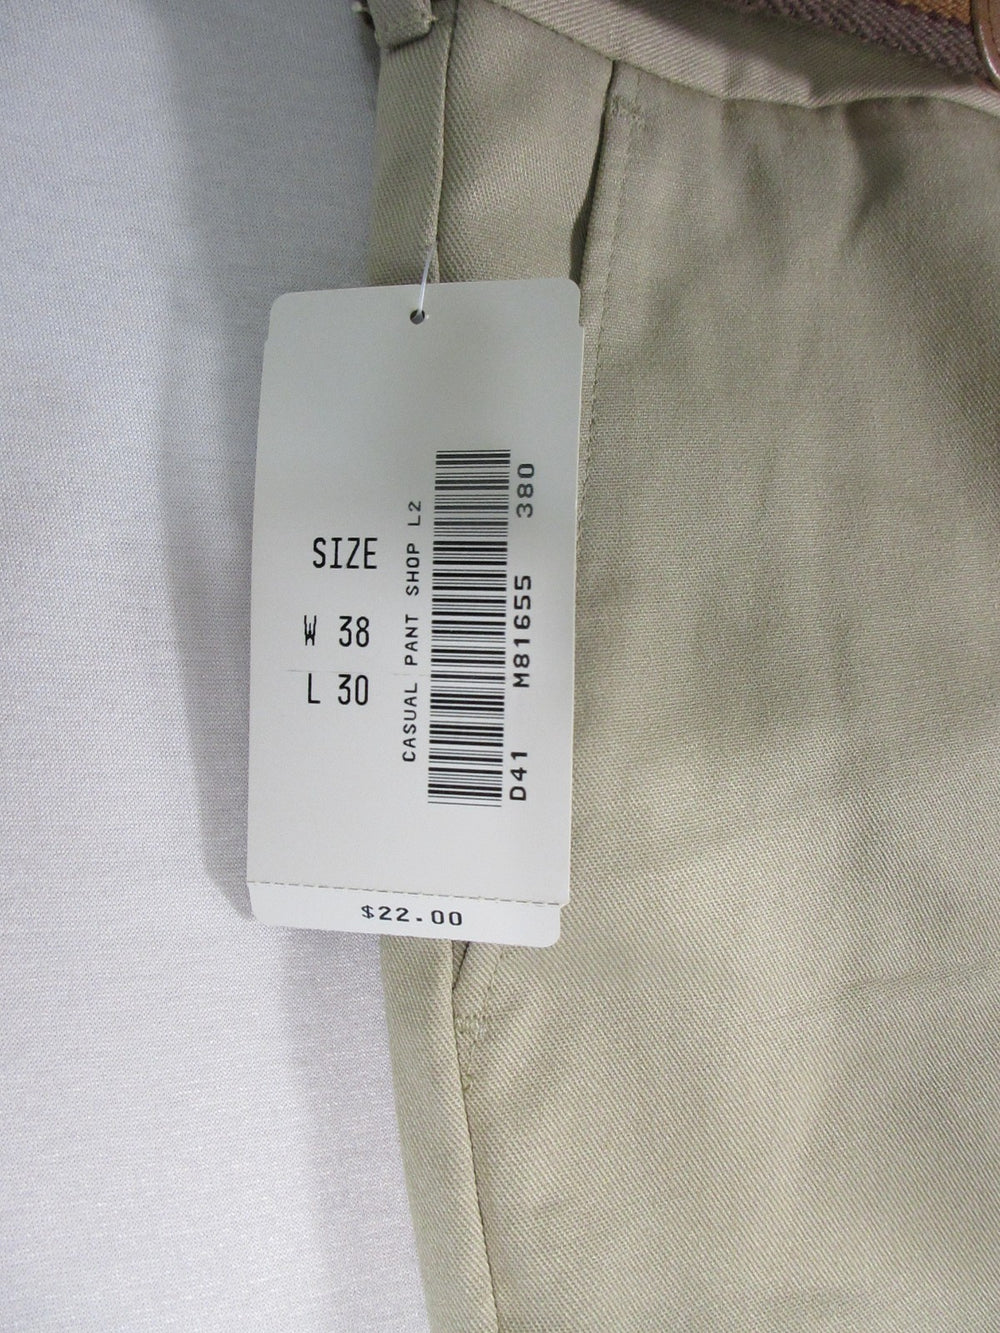 SIZE
W 38
L 30
CASUAL PANT SHOP L2
D41 M81655 380
$22.00